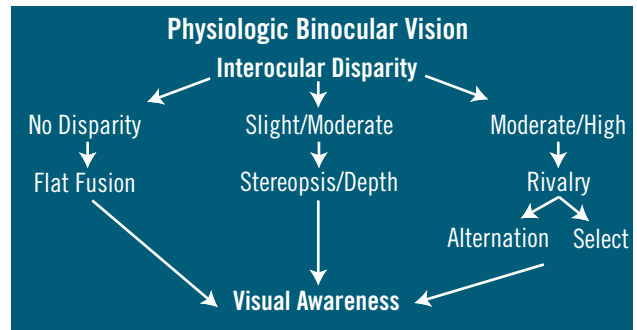 Physiologic Binocular Vision
Interocular Disparity
No Disparity
Slight/Moderate
Moderate/High
Flat Fusion
Stereopsis/Depth
Rivalry
Alternation
Select
Visual Awareness